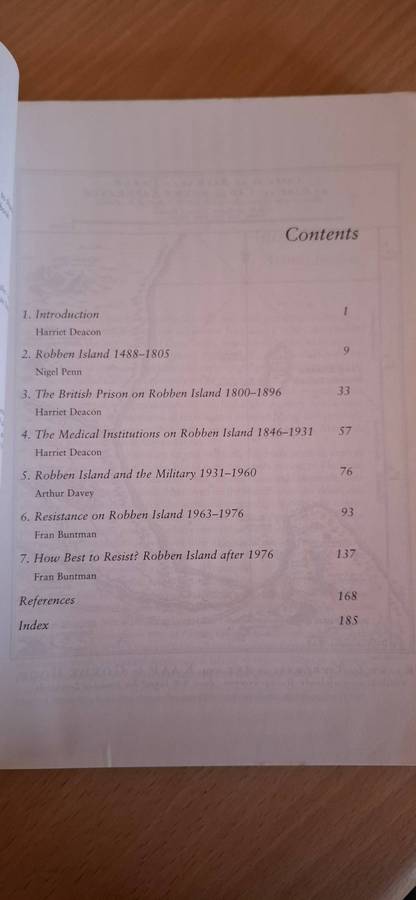 Contents
1. Introduction 1
Harriet Deacon
2. Robben Island 1488–1805 9
Nigel Penn
3. The British Prison on Robben Island 1800–1896 33
Harriet Deacon
4. The Medical Institutions on Robben Island 1846–1931 57
Harriet Deacon
5. Robben Island and the Military 1931–1960 76
Arthur Davey
6. Resistance on Robben Island 1963–1976 93
Fran Buntman
7. How Best to Resist? Robben Island after 1976 137
Fran Buntman
References 168
Index 185